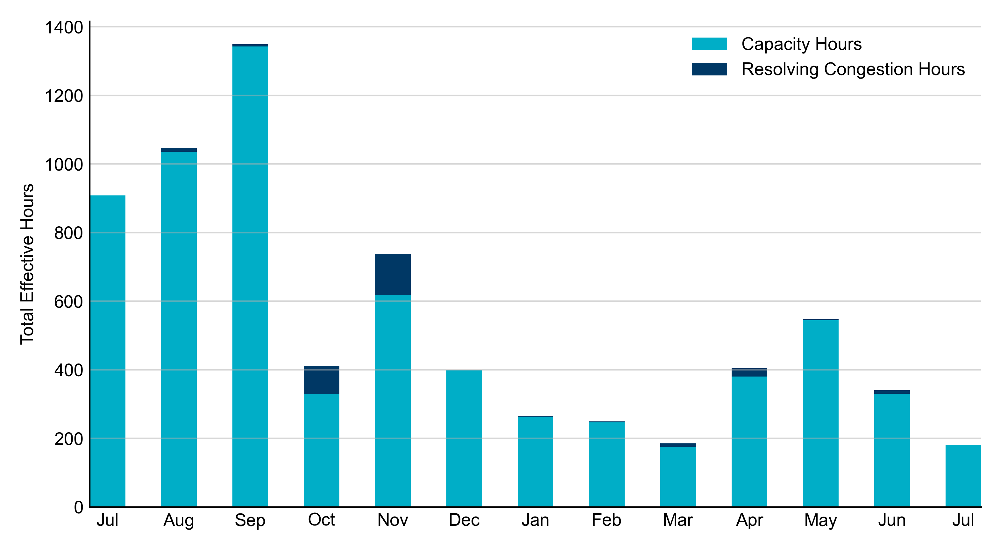 1400
1200
1000
800
600
400
200
0
Total Effective Hours
Capacity Hours
Resolving Congestion Hours
Jul Aug Sep Oct Nov Dec Jan Feb Mar Apr May Jun Jul